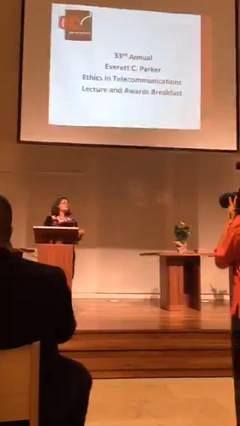 33rd Annual
Everett C. Parker
Ethics in Telecommunications
Lecture and Awards Breakfast